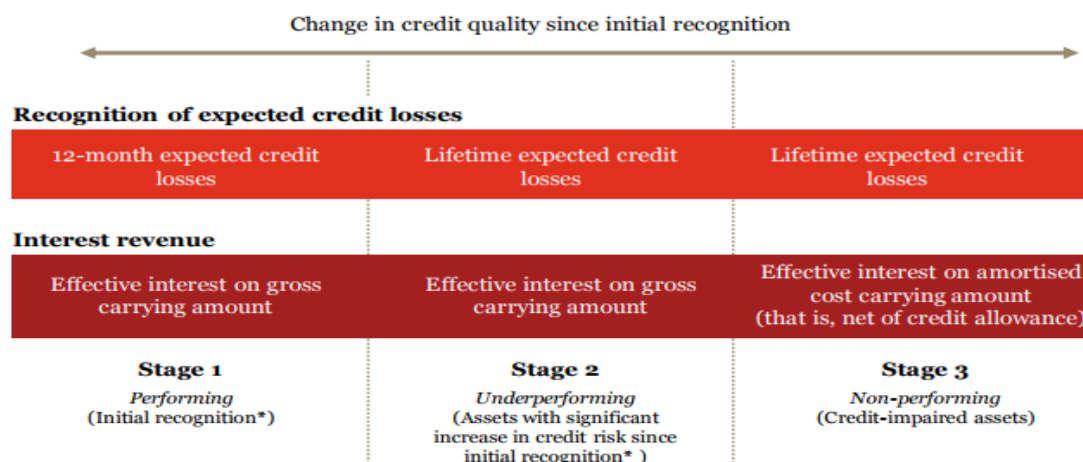 Change in credit quality since initial recognition
Recognition of expected credit losses
12-month expected credit
losses
Lifetime expected credit
losses
Lifetime expected credit
losses
Interest revenue
Effective interest on gross
carrying amount
Effective interest on gross
carrying amount
Effective interest on amortised
cost carrying amount
(that is, net of credit allowance)
Stage 1
Performing
(Initial recognition*)
Stage 2
Underperforming
(Assets with significant
increase in credit risk since
initial recognition* )
Stage 3
Non-performing
(Credit-impaired assets)